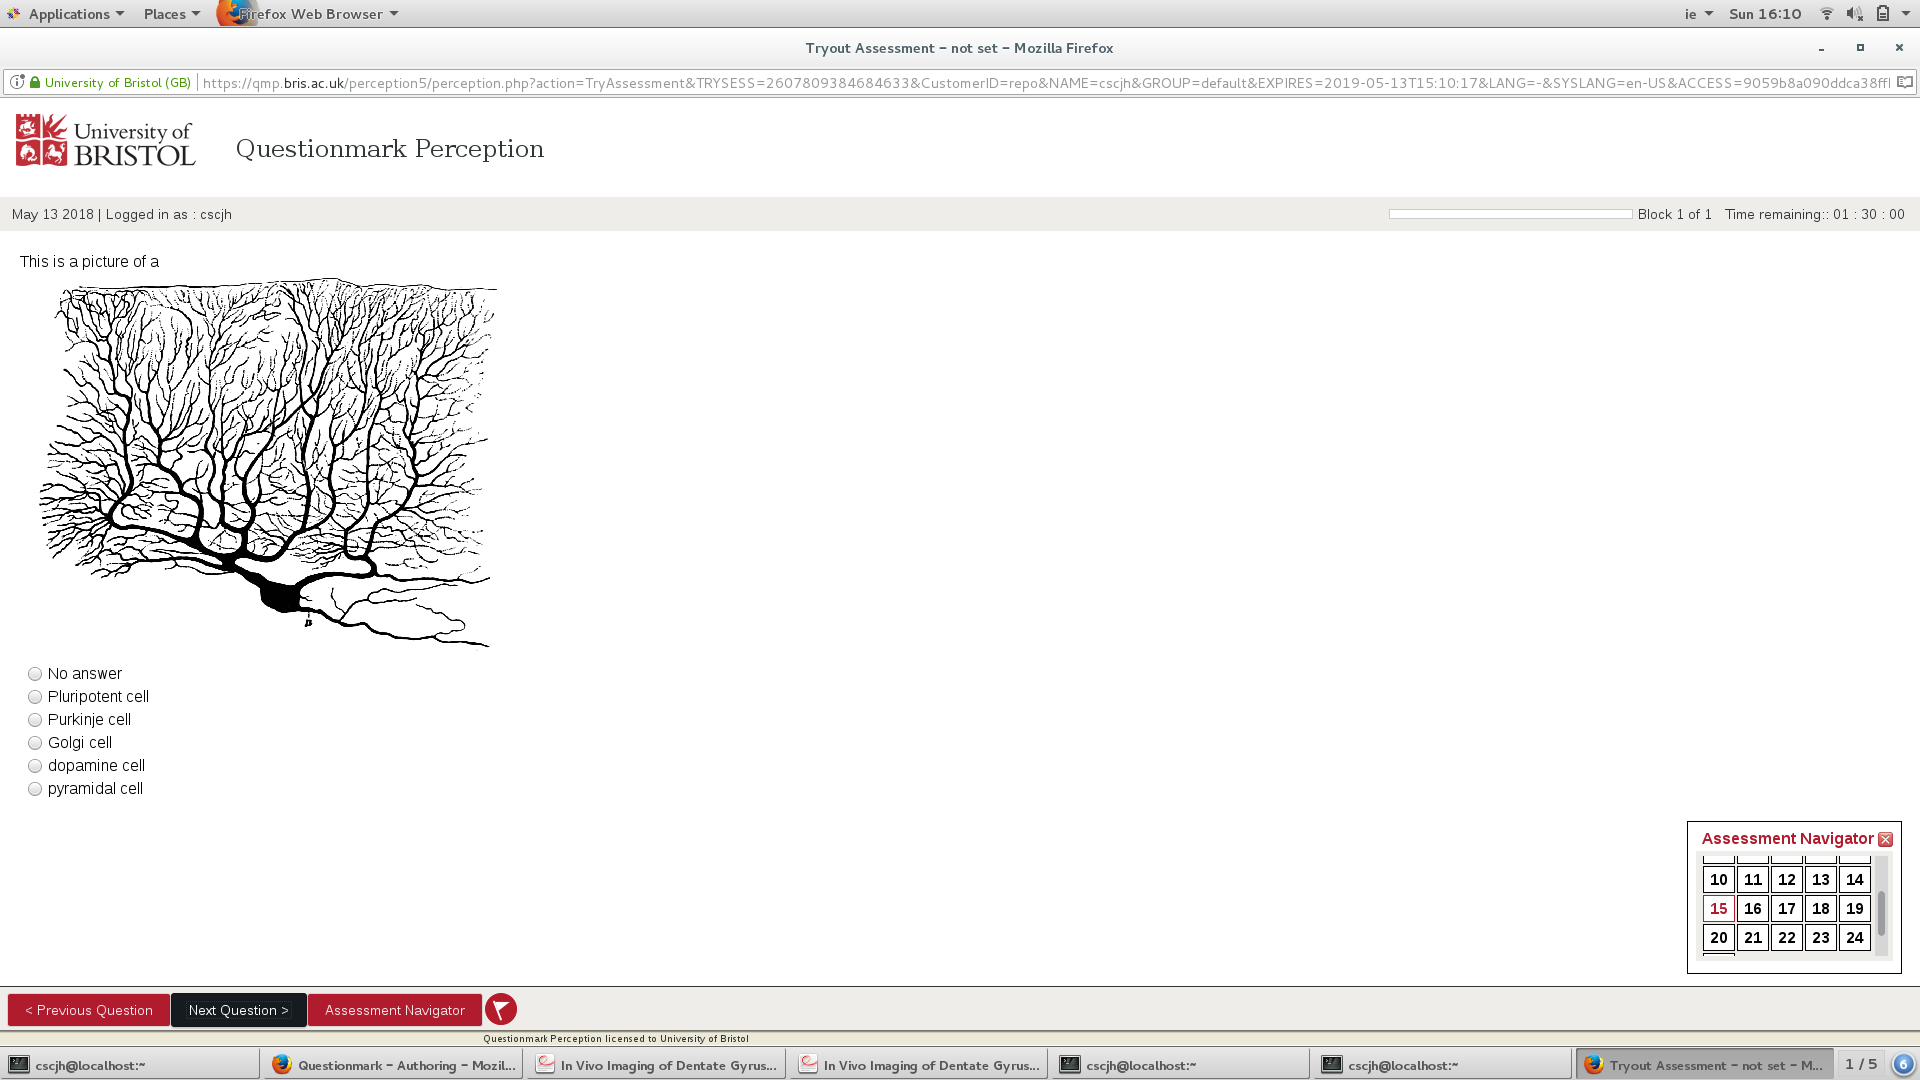 Applications Places Firefox Web Browser ie Sun 16:10
Tryout Assessment - not set - Mozilla Firefox
University of Bristol (GB) https://qmp.bris.ac.uk/perception5/perception.php?action=TryAssessment&TRYSESS=2607809384684633&CustomerID=repo&NAME=cscjh&GROUP=default&EXPIRES=2019-05-13T15:10:17&LANG=-&SYSLANG=en-US&ACCESS=9059b8a090ddca38ffl
University of
BRISTOL
Questionmark Perception
May 13 2018 | Logged in as : cscjh Block 1 of 1 Time remaining:: 01 : 30 : 00
This is a picture of a
No answer
Pluripotent cell
Purkinje cell
Golgi cell
dopamine cell
pyramidal cell
Assessment Navigator
10 11 12 13 14
15 16 17 18 19
20 21 22 23 24
< Previous Question Next Question > Assessment Navigator
Questionmark Perception licensed to University of Bristol
cscjh@localhost:~ Questionmark - Authoring - Mozil... In Vivo Imaging of Dentate Gyrus... In Vivo Imaging of Dentate Gyrus... cscjh@localhost:~ cscjh@localhost:~ Tryout Assessment - not set - M... 1 / 5 6